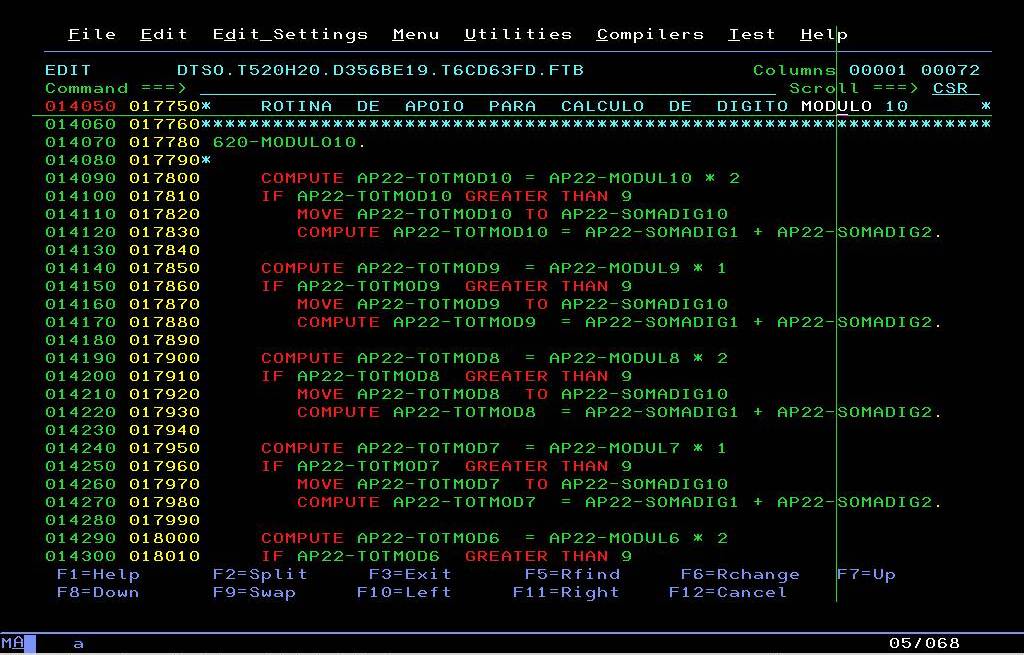 File  Edit  Edit_Settings  Menu  Utilities  Compilers  Test  Help
EDIT       DTSO.T520H20.D356BE19.T6CD63FD.FTB              Columns 00001 00072
Command ===>                                               Scroll ===> CSR
014050 017750*    ROTINA  DE  APOIO  PARA  CALCULO  DE  DIGITO MODULO 10      *
014060 017760******************************************************************
014070 017780 620-MODULO10.
014080 017790*
014090 017800     COMPUTE AP22-TOTMOD10 = AP22-MODUL10 * 2
014100 017810     IF AP22-TOTMOD10 GREATER THAN 9
014110 017820        MOVE AP22-TOTMOD10 TO AP22-SOMADIG10
014120 017830        COMPUTE AP22-TOTMOD10 = AP22-SOMADIG1 + AP22-SOMADIG2.
014130 017840
014140 017850     COMPUTE AP22-TOTMOD9  = AP22-MODUL9 * 1
014150 017860     IF AP22-TOTMOD9  GREATER THAN 9
014160 017870        MOVE AP22-TOTMOD9  TO AP22-SOMADIG10
014170 017880        COMPUTE AP22-TOTMOD9  = AP22-SOMADIG1 + AP22-SOMADIG2.
014180 017890
014190 017900     COMPUTE AP22-TOTMOD8  = AP22-MODUL8 * 2
014200 017910     IF AP22-TOTMOD8  GREATER THAN 9
014210 017920        MOVE AP22-TOTMOD8  TO AP22-SOMADIG10
014220 017930        COMPUTE AP22-TOTMOD8  = AP22-SOMADIG1 + AP22-SOMADIG2.
014230 017940
014240 017950     COMPUTE AP22-TOTMOD7  = AP22-MODUL7 * 1
014250 017960     IF AP22-TOTMOD7  GREATER THAN 9
014260 017970        MOVE AP22-TOTMOD7  TO AP22-SOMADIG10
014270 017980        COMPUTE AP22-TOTMOD7  = AP22-SOMADIG1 + AP22-SOMADIG2.
014280 017990
014290 018000     COMPUTE AP22-TOTMOD6  = AP22-MODUL6 * 2
014300 018010     IF AP22-TOTMOD6  GREATER THAN 9
F1=Help      F2=Split     F3=Exit      F5=Rfind     F6=Rchange   F7=Up
F8=Down      F9=Swap      F10=Left     F11=Right    F12=Cancel
MA    a                                                              05/068